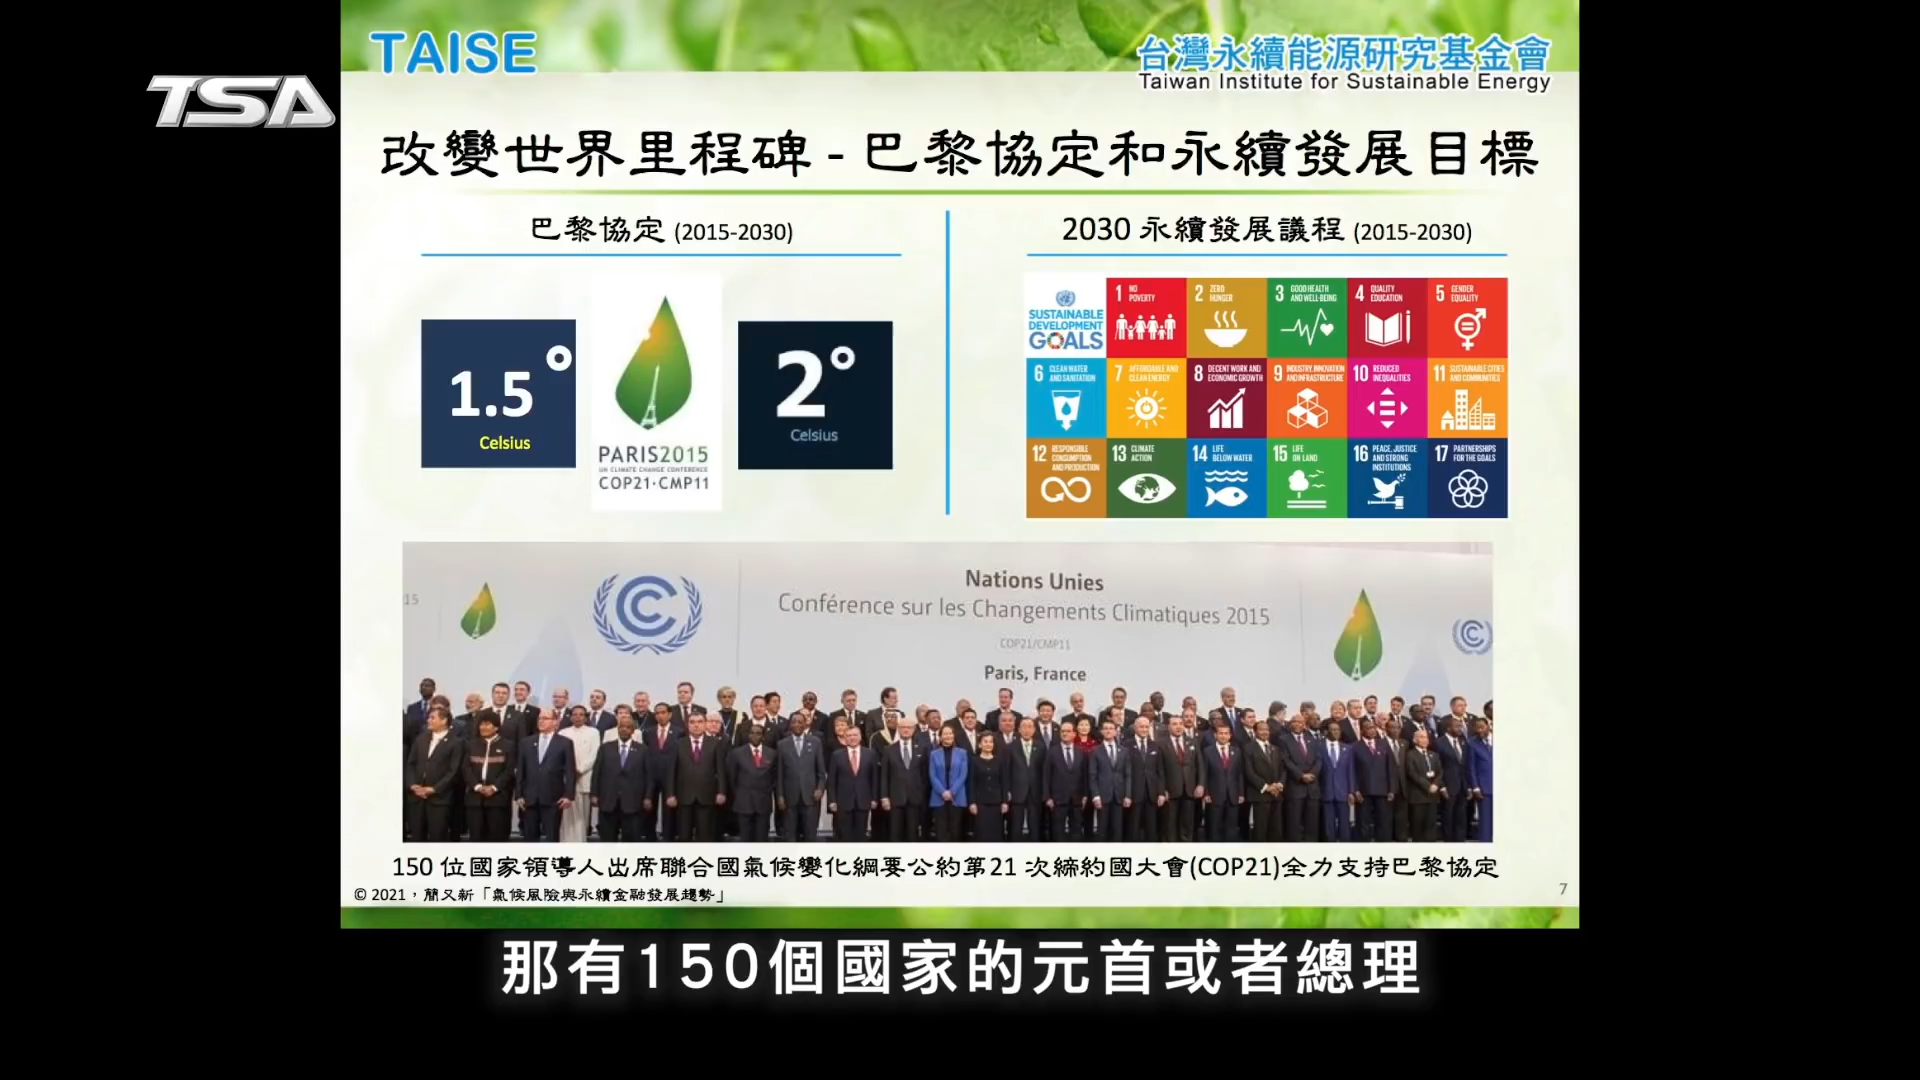 TSA
TAISE
台灣永續能源研究基金會
Taiwan Institute for Sustainable Energy
改變世界里程碑 - 巴黎協定和永續發展目標
巴黎協定 (2015-2030)
1.5°
Celsius
PARIS2015
UN CLIMATE CHANGE CONFERENCE
COP21·CMP11
2°
Celsius
2030 永續發展議程 (2015-2030)
SUSTAINABLE
DEVELOPMENT
GOALS
1 NO
POVERTY
2 ZERO
HUNGER
3 GOOD HEALTH
AND WELL-BEING
4 QUALITY
EDUCATION
5 GENDER
EQUALITY
6 CLEAN WATER
AND SANITATION
7 AFFORDABLE AND
CLEAN ENERGY
8 DECENT WORK AND
ECONOMIC GROWTH
9 INDUSTRY, INNOVATION
AND INFRASTRUCTURE
10 REDUCED
INEQUALITIES
11 SUSTAINABLE CITIES
AND COMMUNITIES
12 RESPONSIBLE
CONSUMPTION
AND PRODUCTION
13 CLIMATE
ACTION
14 LIFE
BELOW WATER
15 LIFE
ON LAND
16 PEACE, JUSTICE
AND STRONG
INSTITUTIONS
17 PARTNERSHIPS
FOR THE GOALS
15
Nations Unies
Conférence sur les Changements Climatiques 2015
COP21/CMP11
Paris, France
150 位國家領導人出席聯合國氣候變化綱要公約第21 次締約國大會(COP21)全力支持巴黎協定
© 2021，簡又新「氣候風險與永續金融發展趨勢」
7
那有150個國家的元首或者總理